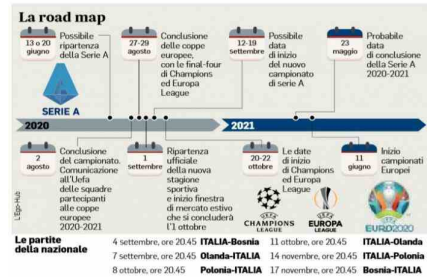 La road map
13 o 20
giugno
Possibile
ripartenza
della Serie A
27-29
agosto
Conclusione
delle coppe
europee,
con le final-four
di Champions
ed Europa
League
12-19
settembre
Possibile
data
di inizio
del nuovo
campionato
di serie A
23
maggio
Probabile
data
di conclusione
della Serie A
2020-2021
SERIE A
2020
2021
2
agosto
Conclusione
del campionato.
Comunicazione
all'Uefa
delle squadre
partecipanti
alle coppe
europee
2020-2021
1
settembre
Ripartenza
ufficiale
della nuova
stagione
sportiva
e inizio finestra
di mercato estivo
che si concluderà
l'1 ottobre
20-22
ottobre
Le date
di inizio
di Champions
ed Europa
League
11
giugno
Inizio
campionati
Europei
CHAMPIONS
LEAGUE
UEFA
EUROPA
LEAGUE
EURO2020
L'Ego-Hub
Le partite
della nazionale
4 settembre, ore 20.45 ITALIA-Bosnia
7 settembre, ore 20.45 Olanda-ITALIA
8 ottobre, ore 20.45 Polonia-ITALIA
11 ottobre, ore 20.45 ITALIA-Olanda
14 novembre, ore 20.45 ITALIA-Polonia
17 novembre, ore 20.45 Bosnia-ITALIA